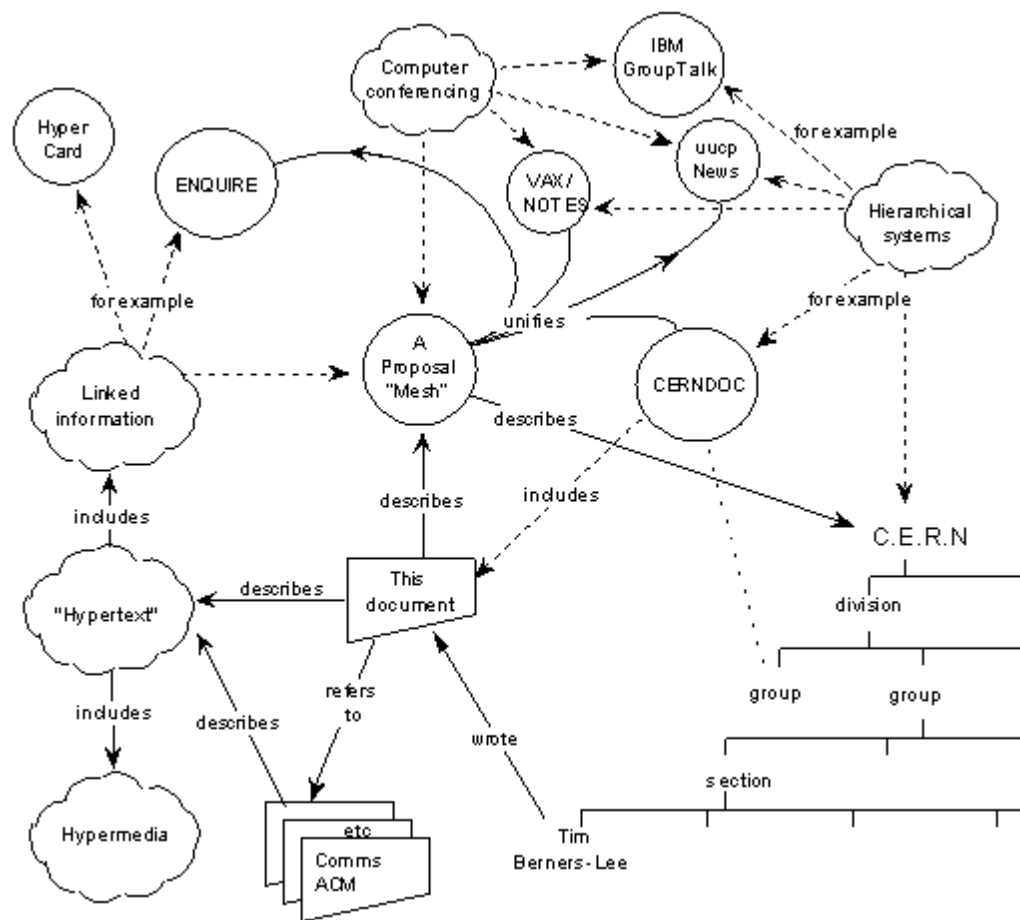 IBM
GroupTalk
Computer
conferencing
Hyper
Card
for example
uucp
News
ENQUIRE
VAX/
NOTES
Hierarchical
systems
for example
for example
unifies
A
Proposal
"Mesh"
CERNDOC
Linked
information
describes
describes
includes
includes
C.E.R.N
This
document
describes
"Hypertext"
division
refers
to
group
group
includes
describes
wrote
section
Hypermedia
etc
Comms
ACM
Tim
Berners-Lee